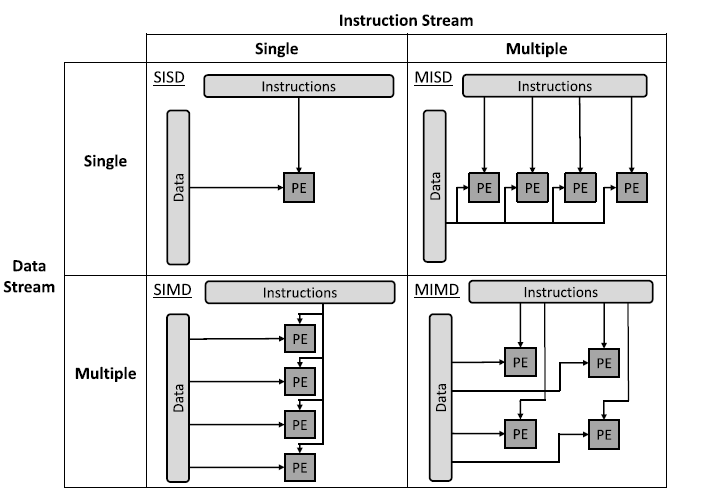 Instruction Stream
Single
Multiple
SISD
Instructions
Data
PE
MISD
Instructions
Data
PE
PE
PE
PE
Single
Data
Stream
SIMD
Instructions
Data
PE
PE
PE
PE
MIMD
Instructions
Data
PE
PE
PE
PE
Multiple